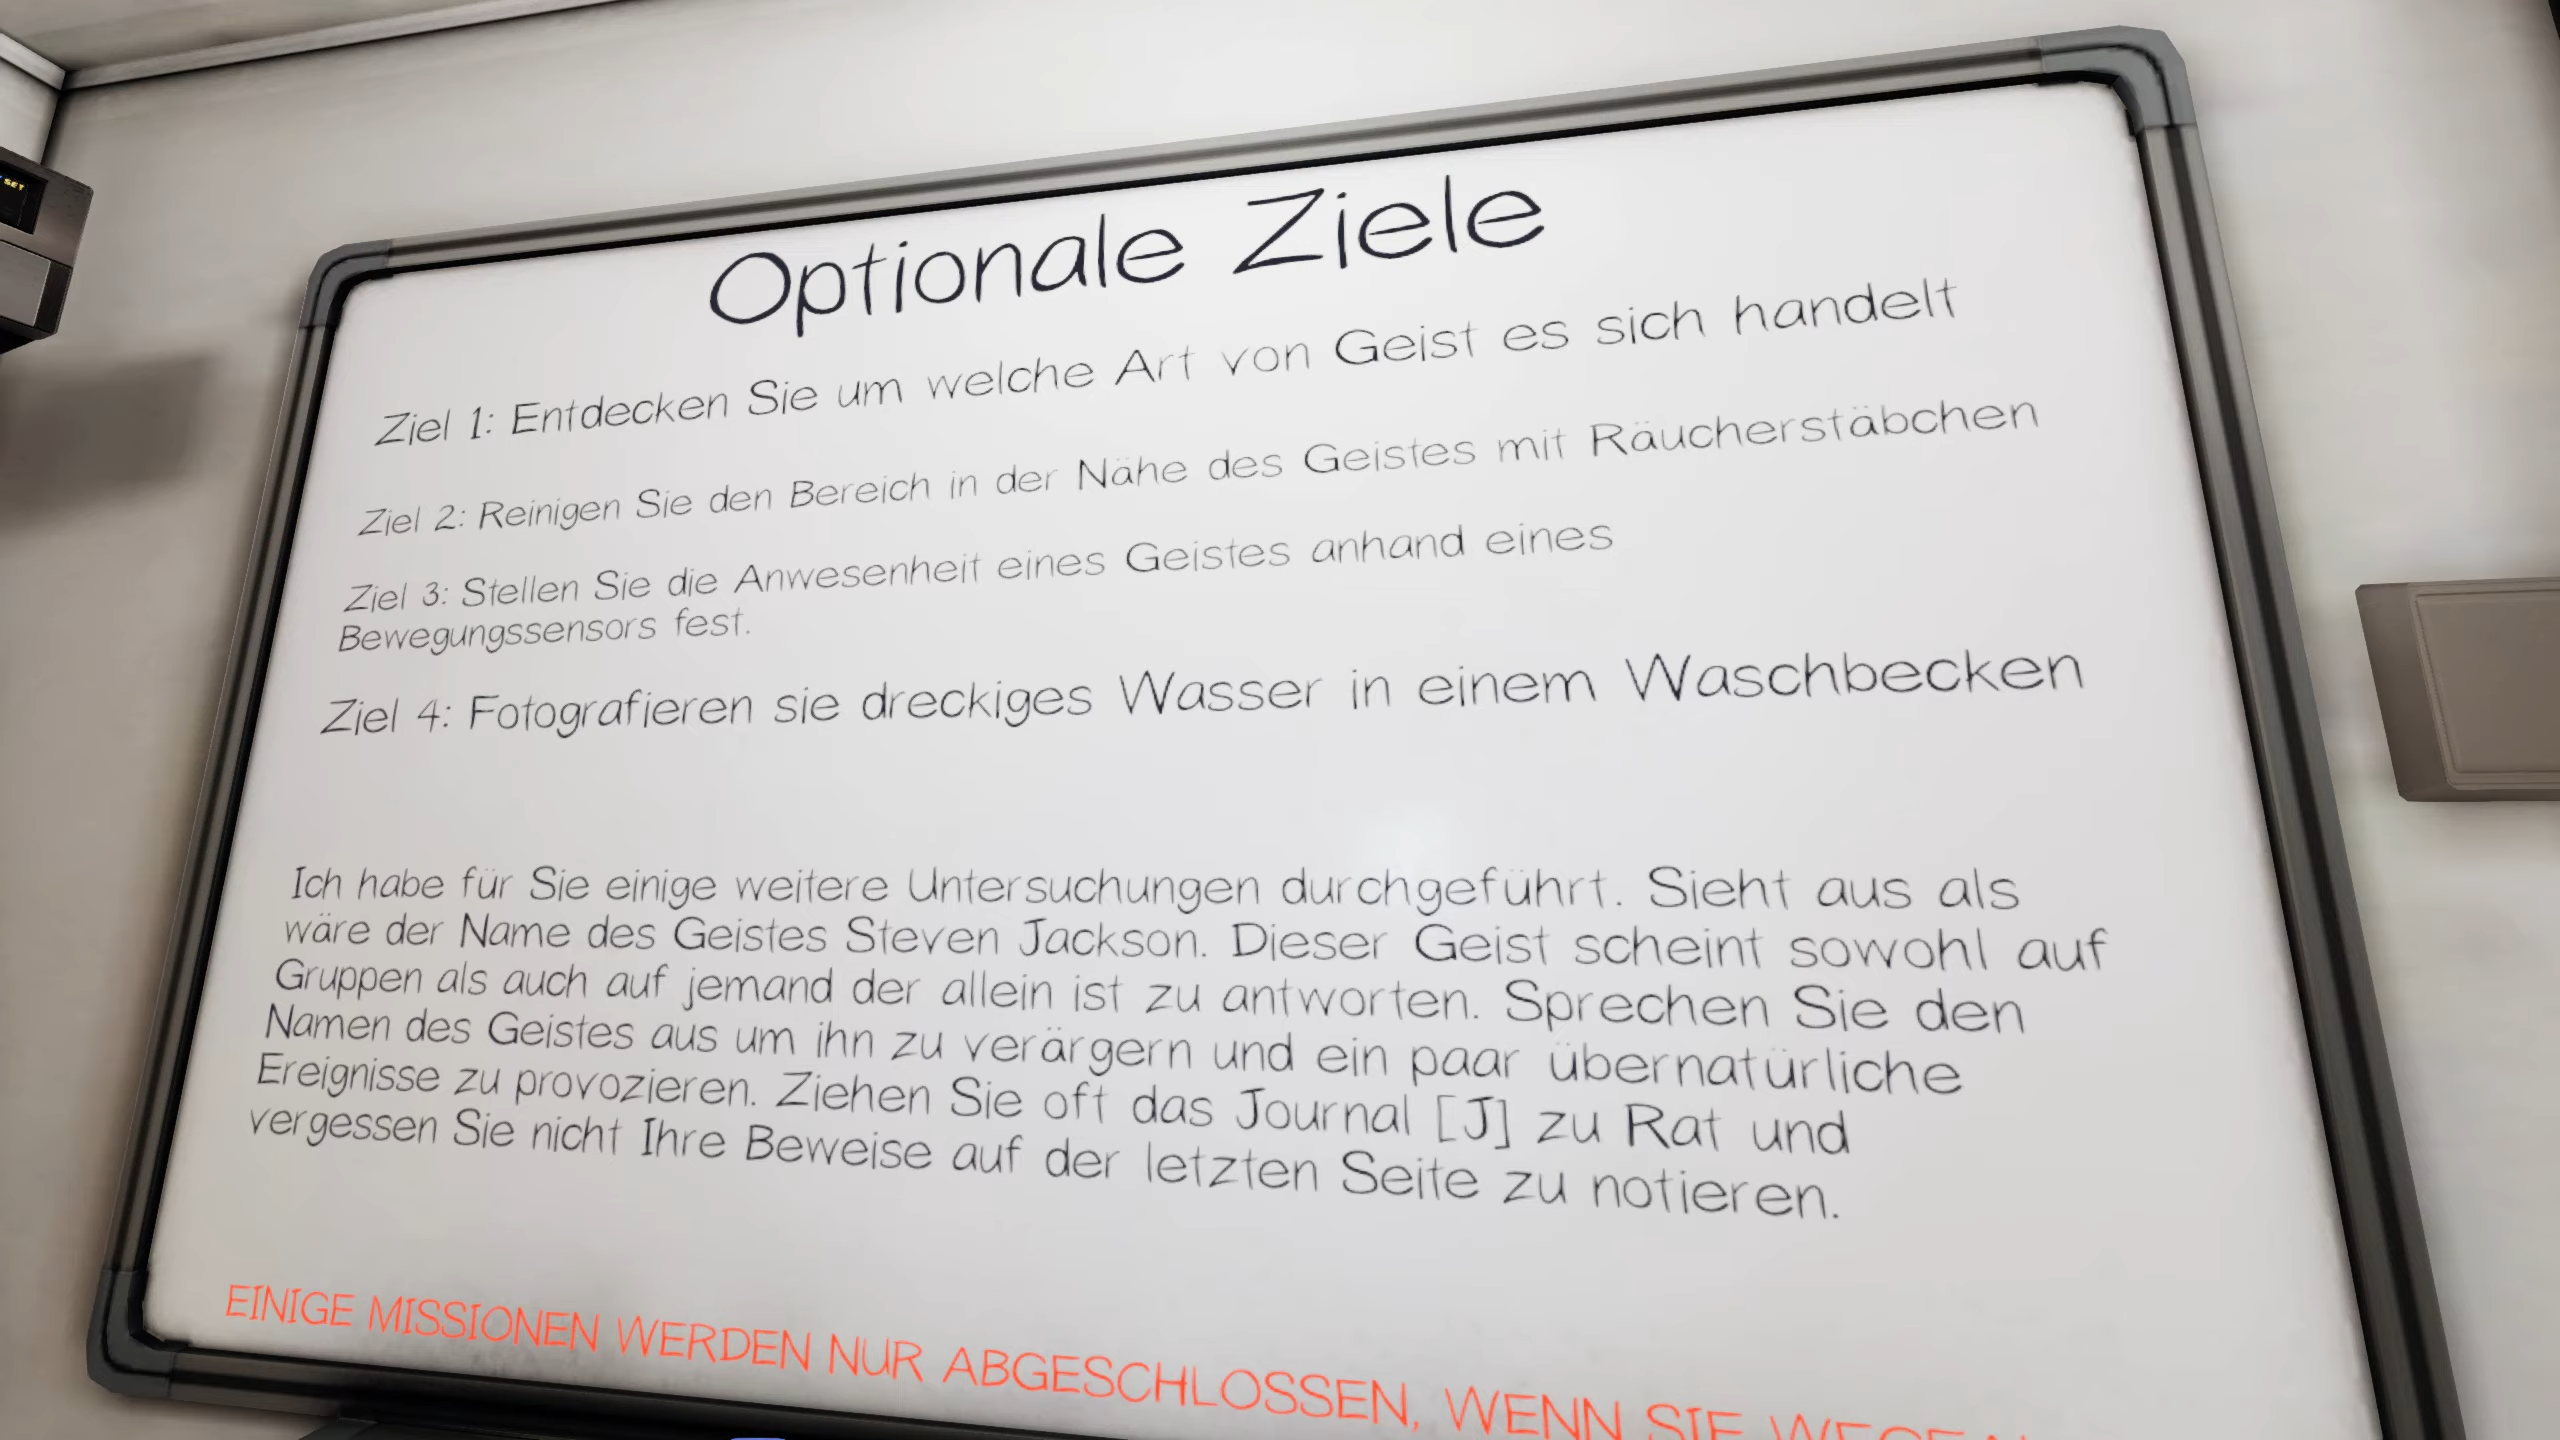 SET
Optionale Ziele
Ziel 1: Entdecken Sie um welche Art von Geist es sich handelt
Ziel 2: Reinigen Sie den Bereich in der Nähe des Geistes mit Räucherstäbchen
Ziel 3: Stellen Sie die Anwesenheit eines Geistes anhand eines
Bewegungssensors fest.
Ziel 4: Fotografieren sie dreckiges Wasser in einem Waschbecken
Ich habe für Sie einige weitere Untersuchungen durchgeführt. Sieht aus als
wäre der Name des Geistes Steven Jackson. Dieser Geist scheint sowohl auf
Gruppen als auch auf jemand der allein ist zu antworten. Sprechen Sie den
Namen des Geistes aus um ihn zu verärgern und ein paar übernatürliche
Ereignisse zu provozieren. Ziehen Sie oft das Journal [J] zu Rat und
vergessen Sie nicht Ihre Beweise auf der letzten Seite zu notieren.
EINIGE MISSIONEN WERDEN NUR ABGESCHLOSSEN, WENN SIE